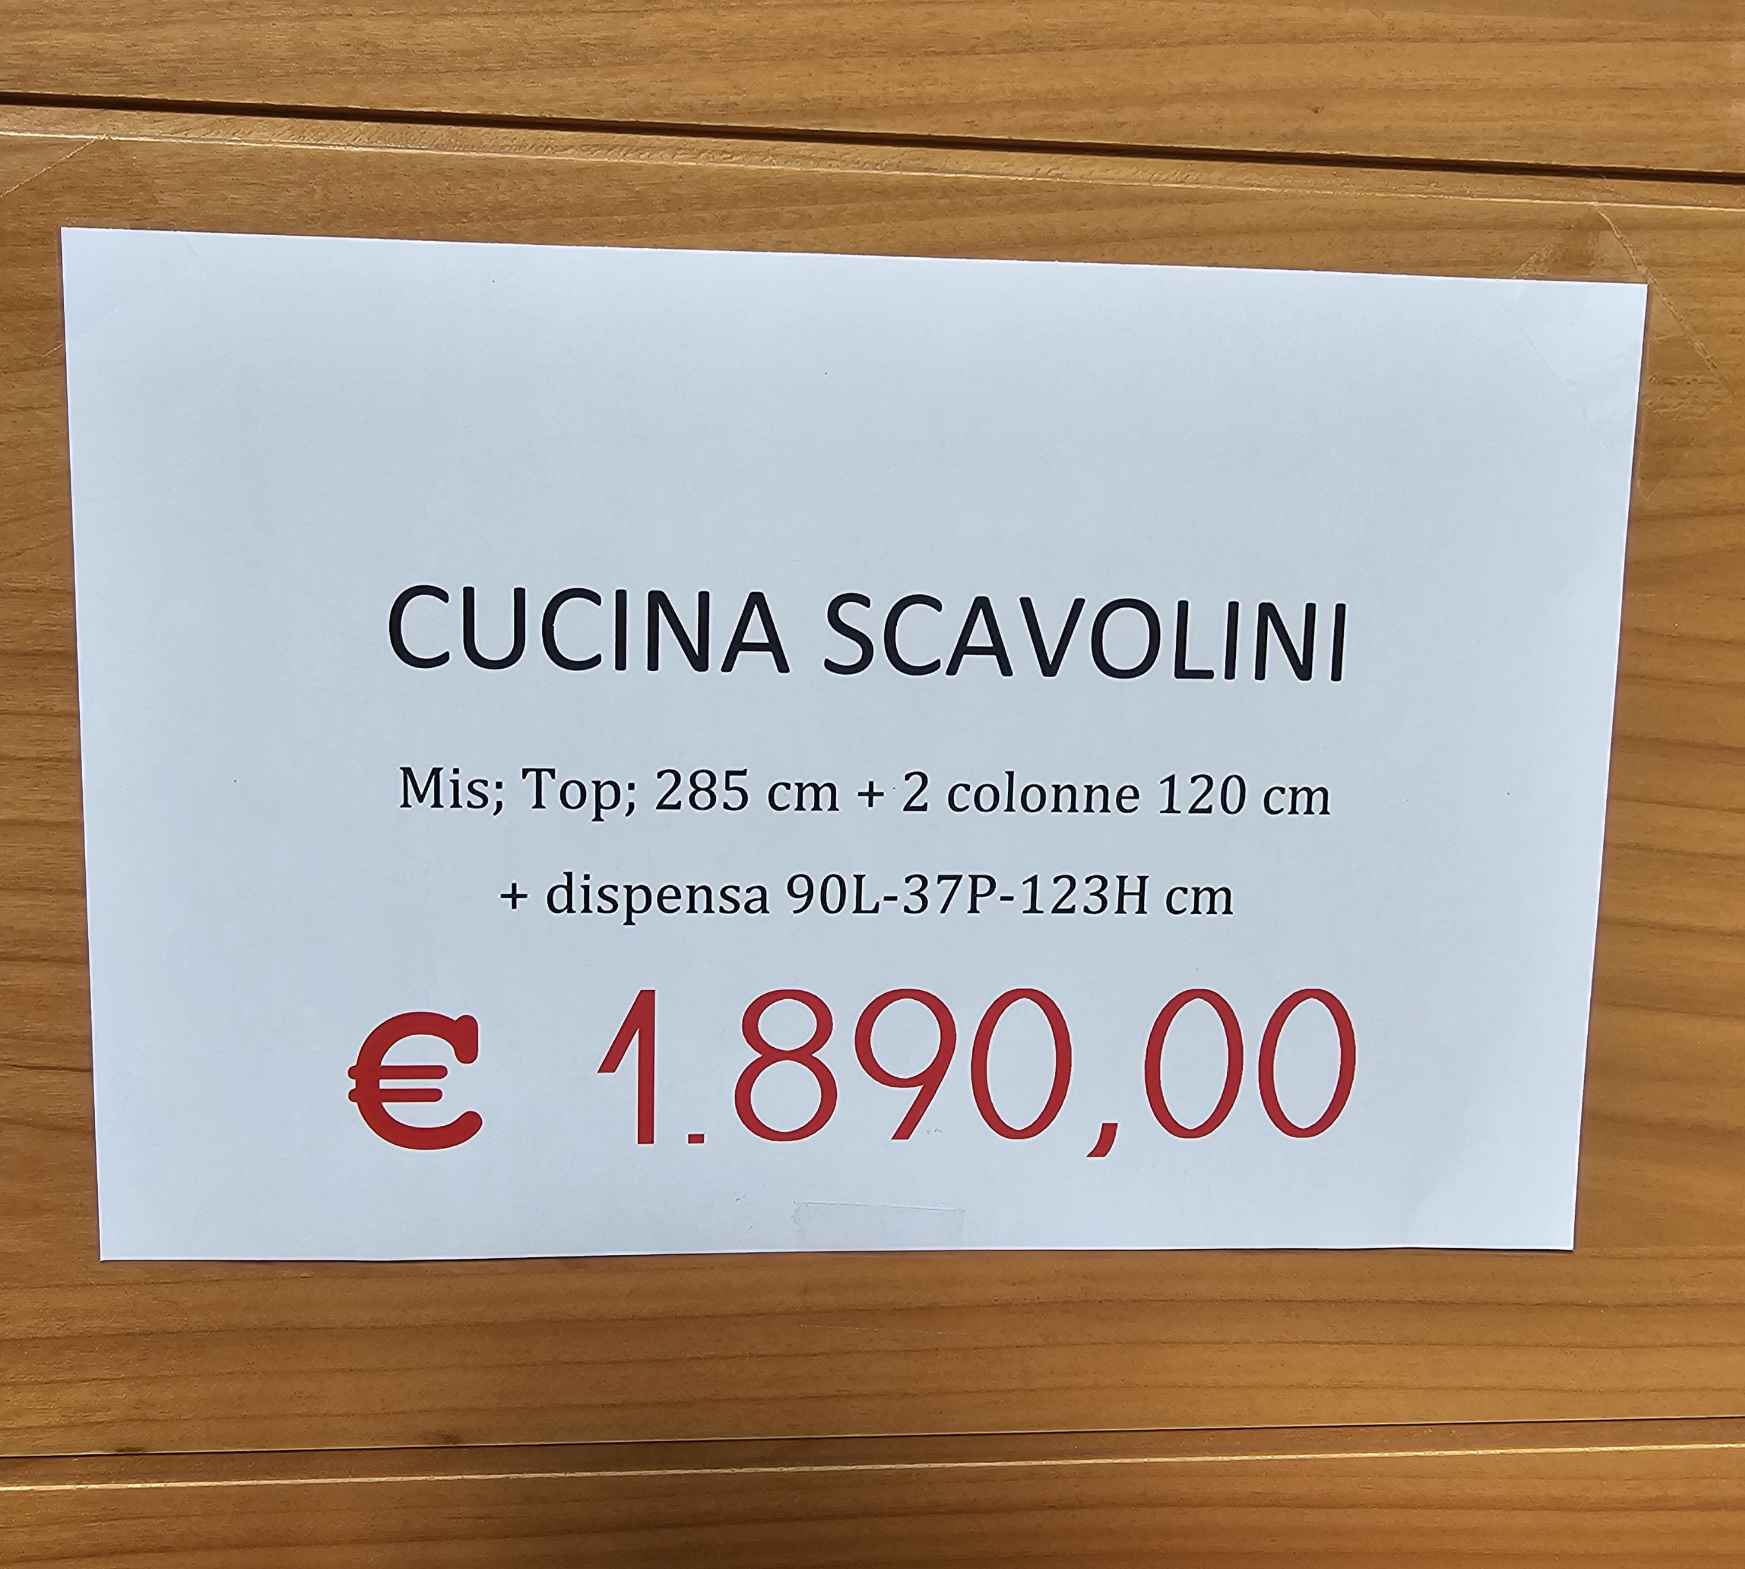 CUCINA SCAVOLINI
Mis; Top; 285 cm + 2 colonne 120 cm
+ dispensa 90L-37P-123H cm
€ 1.890,00